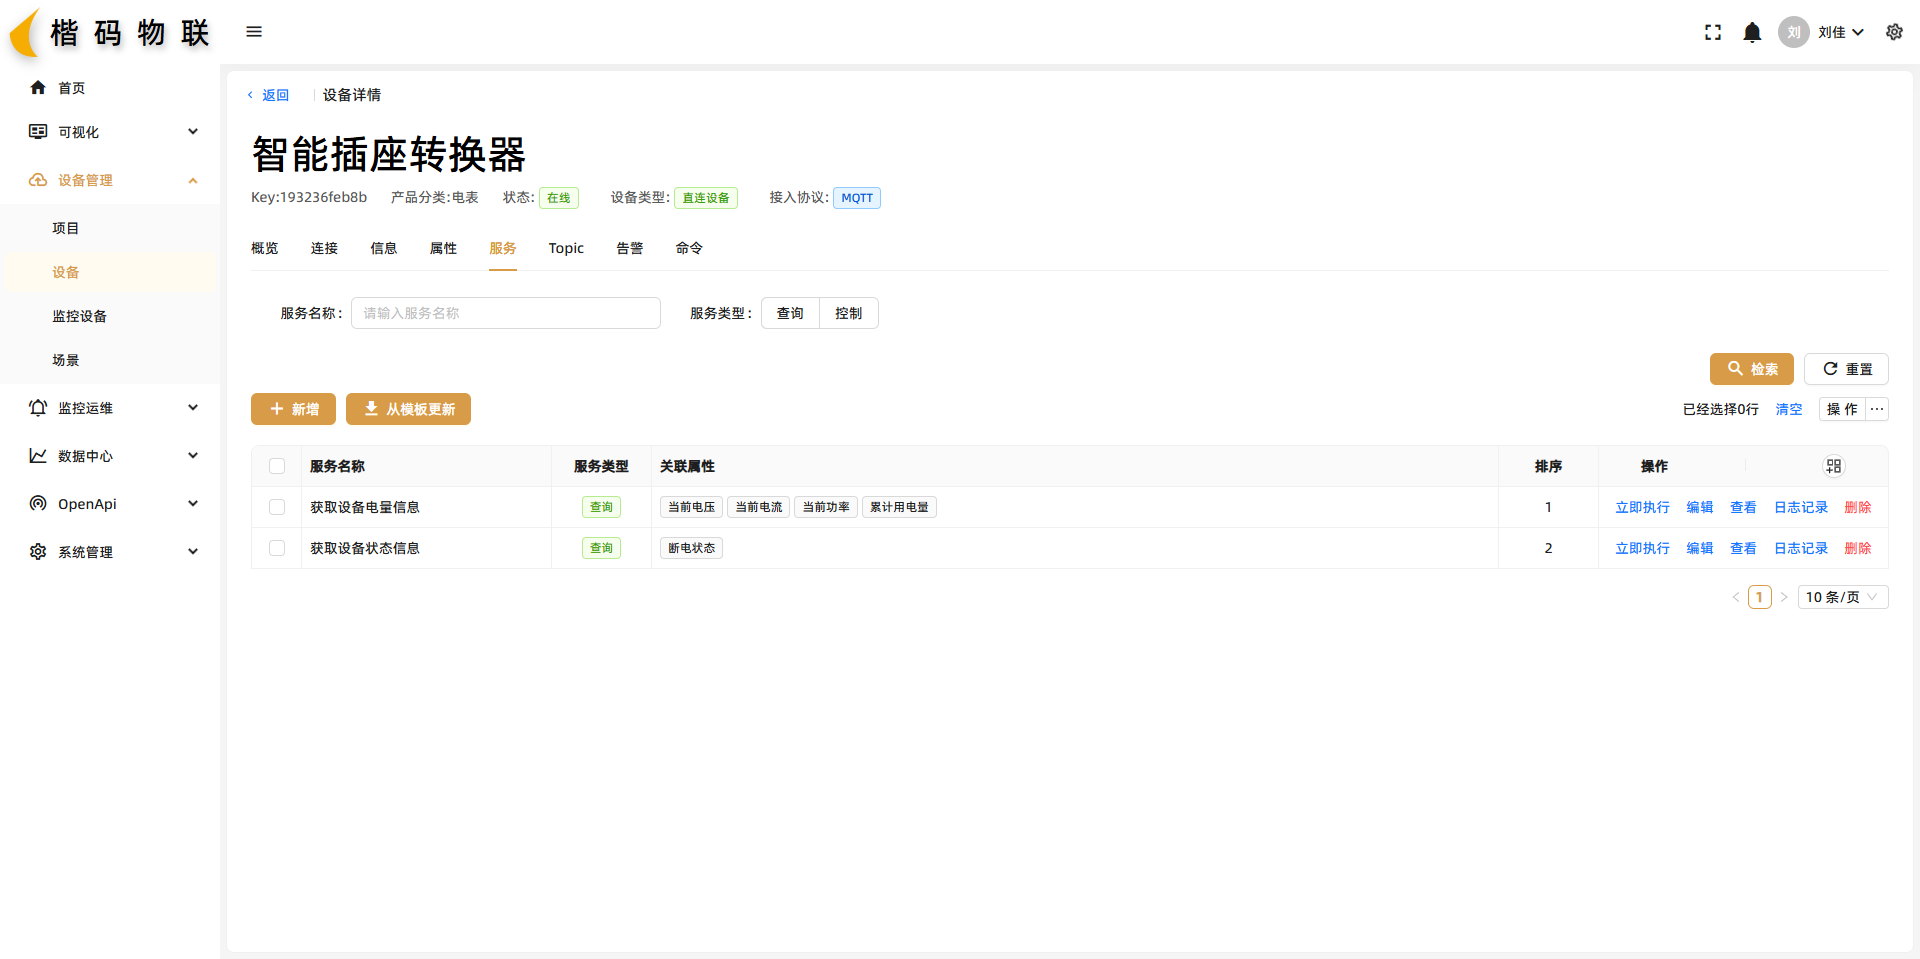 楷码物联
刘 刘佳
首页
可视化
设备管理
项目
设备
监控设备
场景
监控运维
数据中心
OpenApi
系统管理
返回 设备详情
智能插座转换器
Key:193236feb8b 产品分类:电表 状态: 在线 设备类型: 直连设备 接入协议: MQTT
概览 连接 信息 属性 服务 Topic 告警 命令
服务名称: 请输入服务名称 服务类型: 查询 控制
检索 重置
新增 从模板更新 已经选择0行 清空 操作 ···
服务名称 服务类型 关联属性 排序 操作
获取设备电量信息 查询 当前电压 当前电流 当前功率 累计用电量 1 立即执行 编辑 查看 日志记录 删除
获取设备状态信息 查询 断电状态 2 立即执行 编辑 查看 日志记录 删除
< 1 > 10 条/页